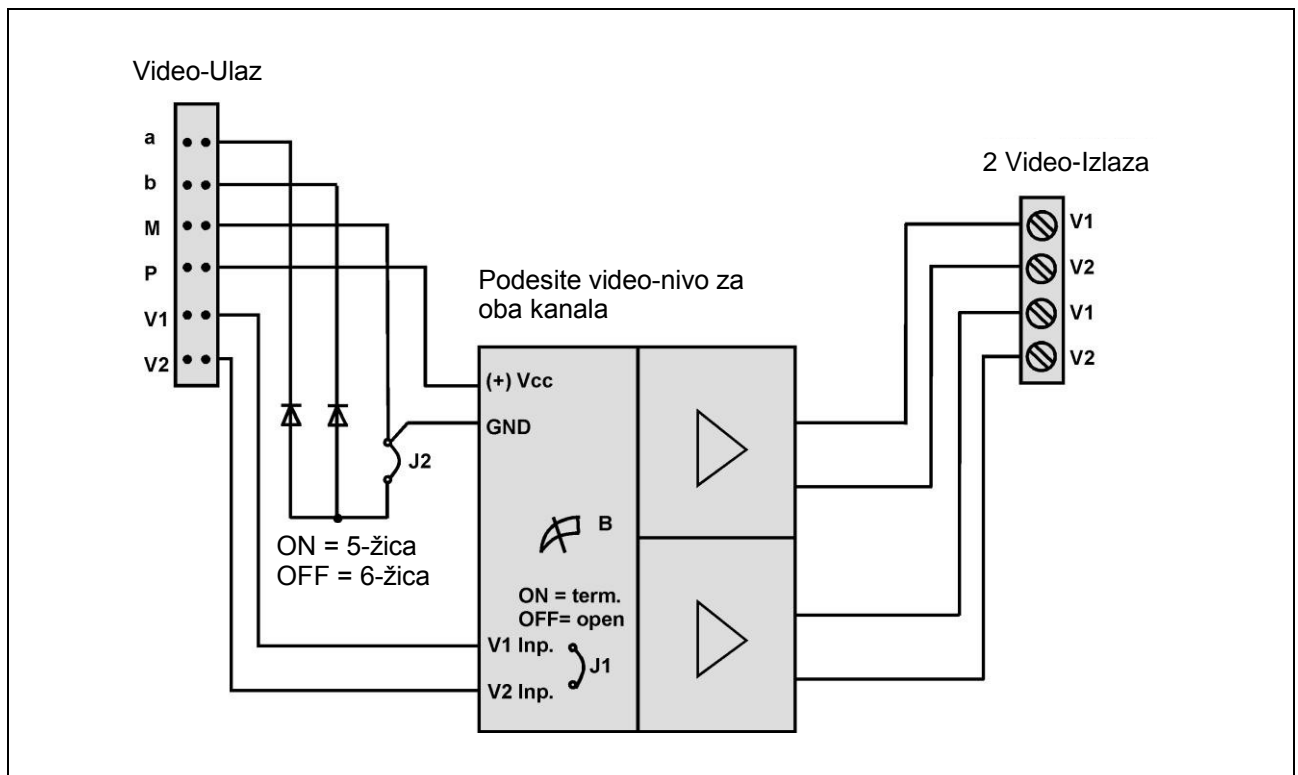 Video-Ulaz
a
b
M
P
V1
V2
2 Video-Izlaza
V1
V2
V1
V2
Podesite video-nivo za
oba kanala
(+) Vcc
GND
J2
B
ON = 5-žica
OFF = 6-žica
ON = term.
OFF= open
V1 Inp.
J1
V2 Inp.